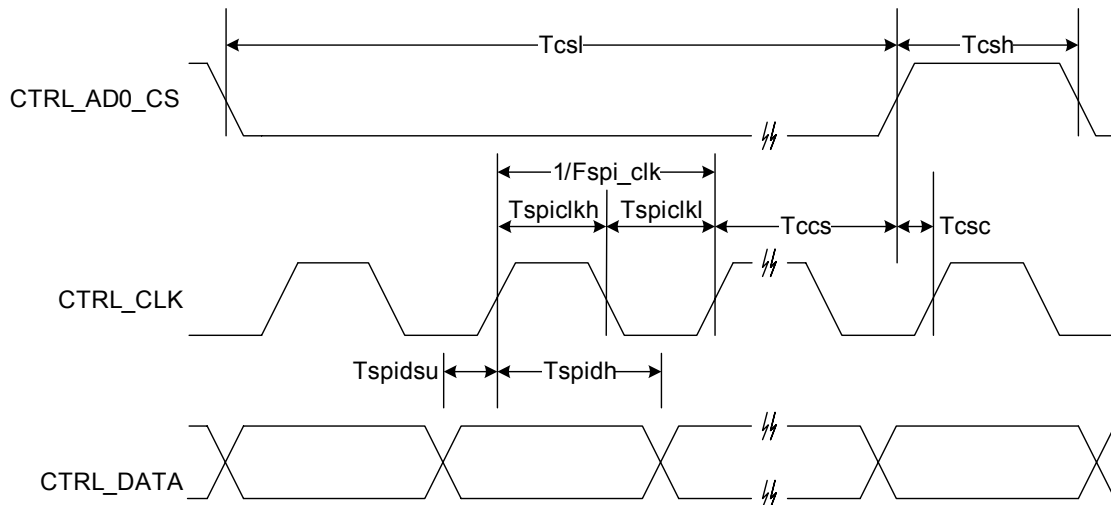 Tcsl
Tcsh
CTRL_AD0_CS
1/Fspi_clk
Tspiclkh
Tspiclkl
Tccs
Tcsc
CTRL_CLK
Tspidsu
Tspidh
CTRL_DATA